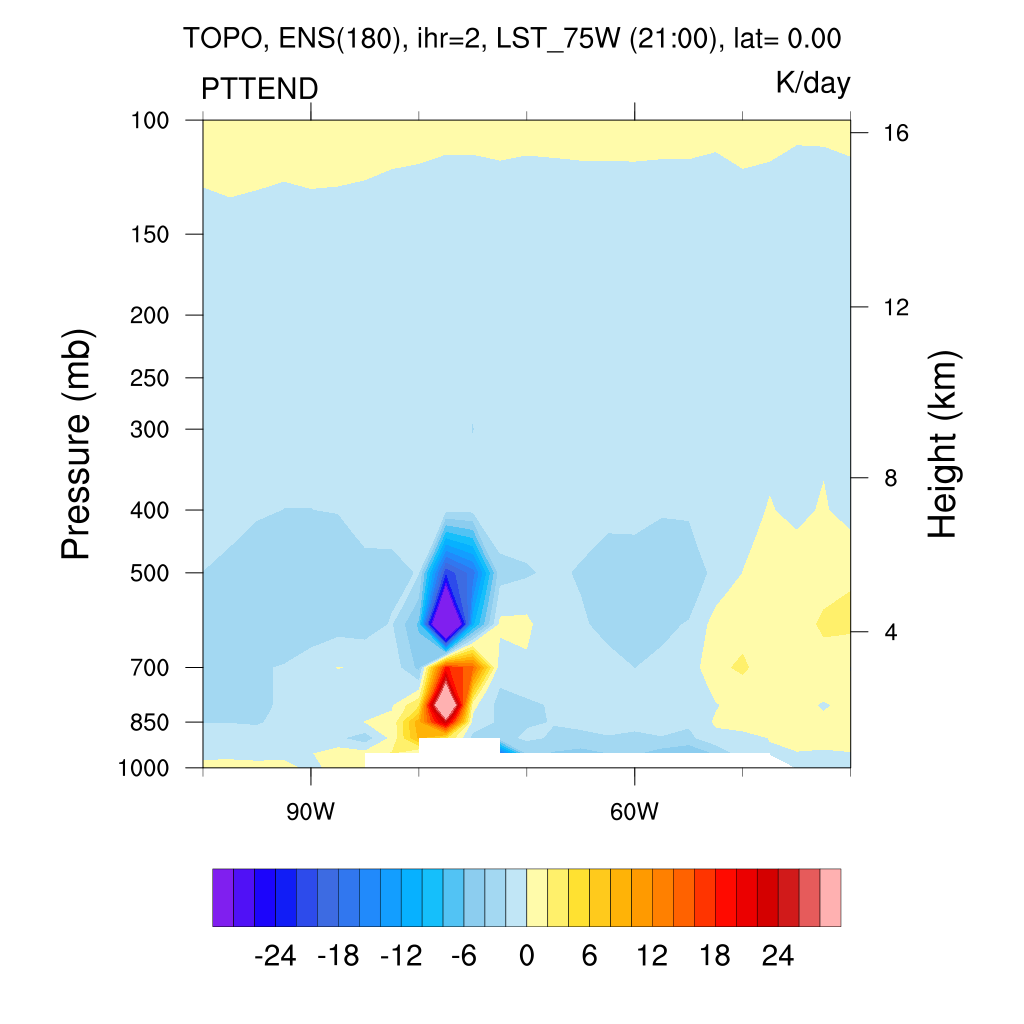 TOPO, ENS(180), ihr=2, LST_75W (21:00), lat= 0.00
PTTEND
K/day
100
150
200
250
300
400
500
700
850
1000
Pressure (mb)
16
12
8
4
Height (km)
90W
60W
-24 -18 -12 -6 0 6 12 18 24